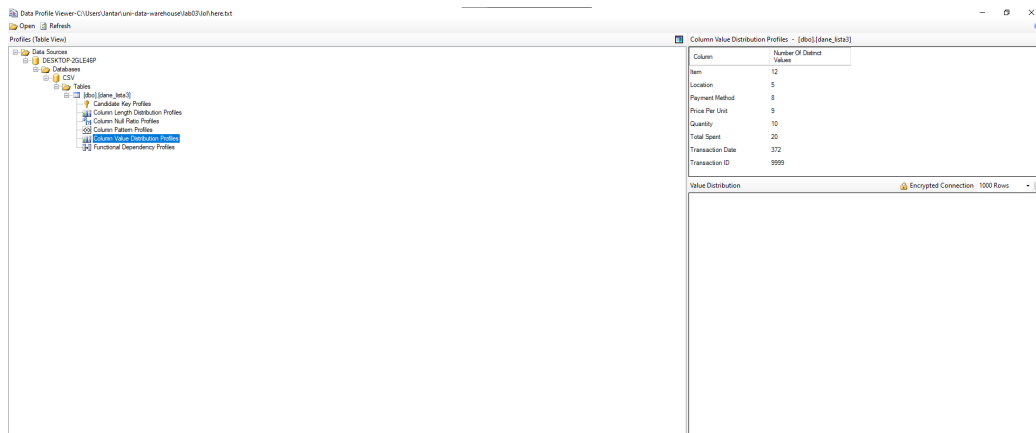 Data Profile Viewer-C:\Users\Jantar\uni-data-warehouse\lab03\lol\here.txt
Open Refresh
Profiles (Table View)
Data Sources
DESKTOP-2GLE46P
Databases
CSV
Tables
[dbo].[dane_lista3]
Candidate Key Profiles
Column Length Distribution Profiles
Column Null Ratio Profiles
Column Pattern Profiles
Column Value Distribution Profiles
Functional Dependency Profiles
Column Value Distribution Profiles - [dbo].[dane_lista3]
Column Number Of Distinct
Values
Item 12
Location 5
Payment Method 8
Price Per Unit 9
Quantity 10
Total Spent 20
Transaction Date 372
Transaction ID 9999
Value Distribution Encrypted Connection 1000 Rows